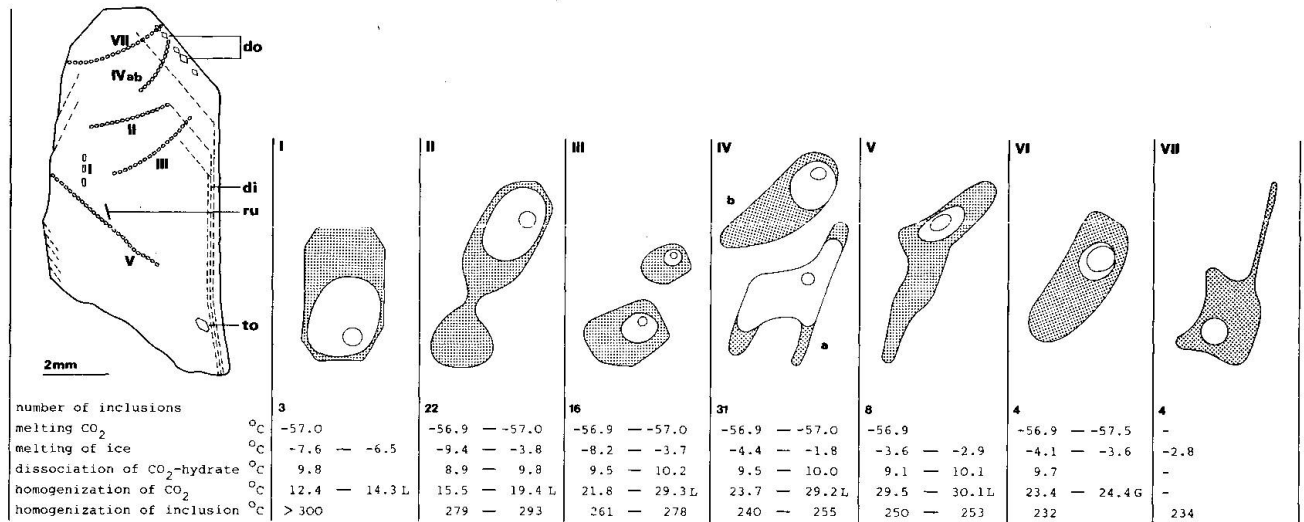 VII
do
IVab
II
III
I
di
ru
V
to
2mm
I II III IV V VI VII
b
a
number of inclusions 3 22 16 31 8 4 4
melting CO2 °C -57.0 -56.9 — -57.0 -56.9 — -57.0 -56.9 — -57.0 -56.9 -56.9 — -57.5 -
melting of ice °C -7.6 — -6.5 -9.4 — -3.8 -8.2 — -3.7 -4.4 — -1.8 -3.6 — -2.9 -4.1 — -3.6 -2.8
dissociation of CO2-hydrate °C 9.8 8.9 — 9.8 9.5 — 10.2 9.5 — 10.0 9.1 — 10.1 9.7 -
homogenization of CO2 °C 12.4 — 14.3 L 15.5 — 19.4 L 21.8 — 29.3 L 23.7 — 29.2 L 29.5 — 30.1 L 23.4 — 24.4 G -
homogenization of inclusion °C > 300 279 — 293 261 — 278 240 — 255 250 — 253 232 234